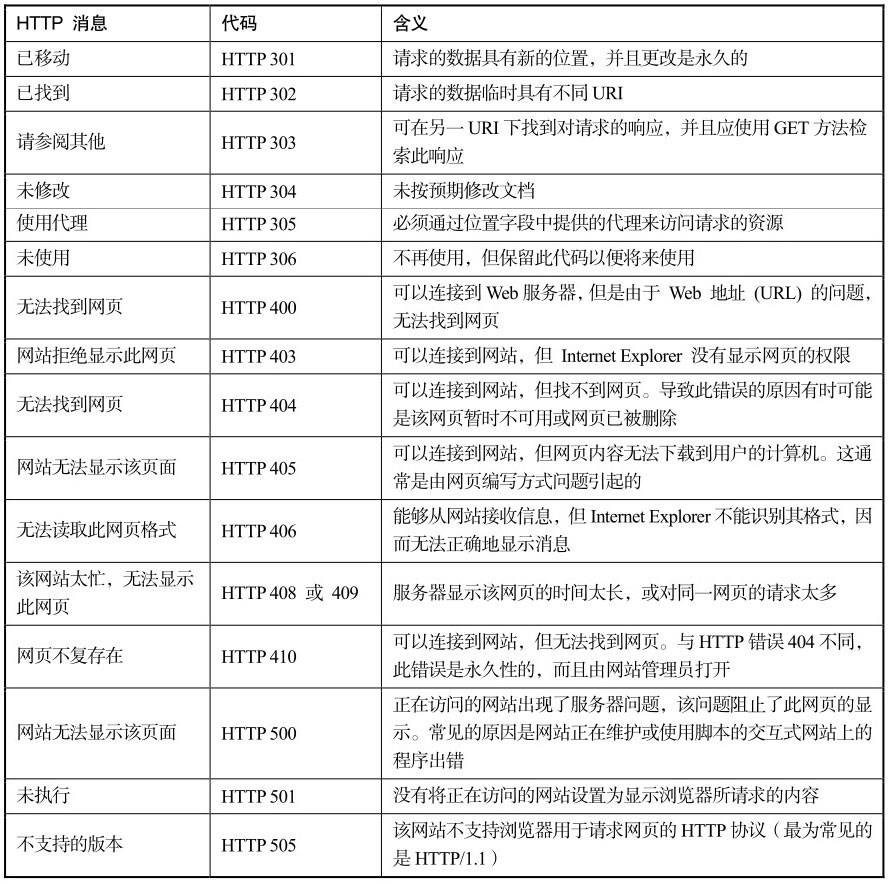 HTTP 消息 代码 含义
已移动 HTTP 301 请求的数据具有新的位置，并且更改是永久的
已找到 HTTP 302 请求的数据临时具有不同 URI
请参阅其他 HTTP 303 可在另一 URI 下找到对请求的响应，并且应使用 GET 方法检
索此响应
未修改 HTTP 304 未按预期修改文档
使用代理 HTTP 305 必须通过位置字段中提供的代理来访问请求的资源
未使用 HTTP 306 不再使用，但保留此代码以便将来使用
无法找到网页 HTTP 400 可以连接到 Web 服务器，但是由于 Web 地址 (URL) 的问题，
无法找到网页
网站拒绝显示此网页 HTTP 403 可以连接到网站，但 Internet Explorer 没有显示网页的权限
无法找到网页 HTTP 404 可以连接到网站，但找不到网页。导致此错误的原因有时可能
是该网页暂时不可用或网页已被删除
网站无法显示该页面 HTTP 405 可以连接到网站，但网页内容无法下载到用户的计算机。这通
常是由网页编写方式问题引起的
无法读取此网页格式 HTTP 406 能够从网站接收信息，但 Internet Explorer 不能识别其格式，因
而无法正确地显示消息
该网站太忙，无法显示
此网页 HTTP 408 或 409 服务器显示该网页的时间太长，或对同一网页的请求太多
网页不复存在 HTTP 410 可以连接到网站，但无法找到网页。与 HTTP 错误 404 不同，
此错误是永久性的，而且由网站管理员打开
网站无法显示该页面 HTTP 500 正在访问的网站出现了服务器问题，该问题阻止了此网页的显
示。常见的原因是网站正在维护或使用脚本的交互式网站上的
程序出错
未执行 HTTP 501 没有将正在访问的网站设置为显示浏览器所请求的内容
不支持的版本 HTTP 505 该网站不支持浏览器用于请求网页的 HTTP 协议（最为常见的
是 HTTP/1.1）